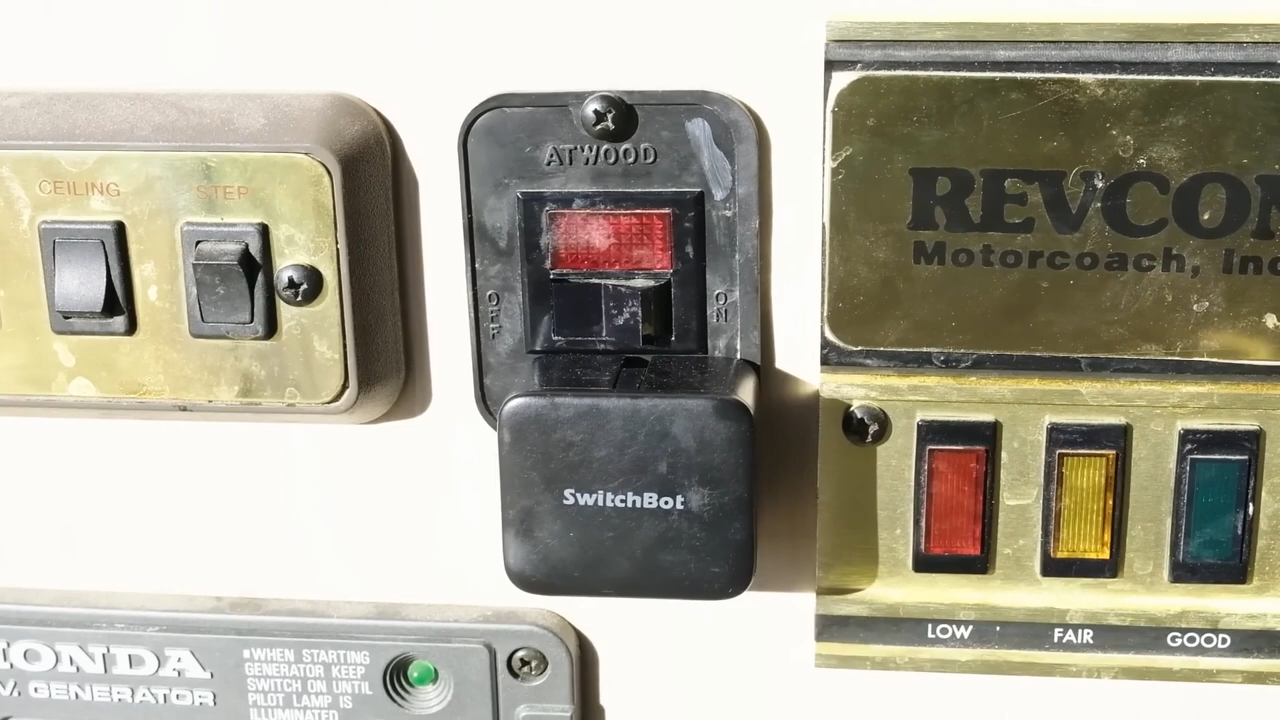 CEILING
STEP
ATWOOD
OFF
ON
SwitchBot
REVCON
Motorcoach, Inc
LOW
FAIR
GOOD
HONDA
V. GENERATOR
▪WHEN STARTING
GENERATOR KEEP
SWITCH ON UNTIL
PILOT LAMP IS
ILLUMINATED